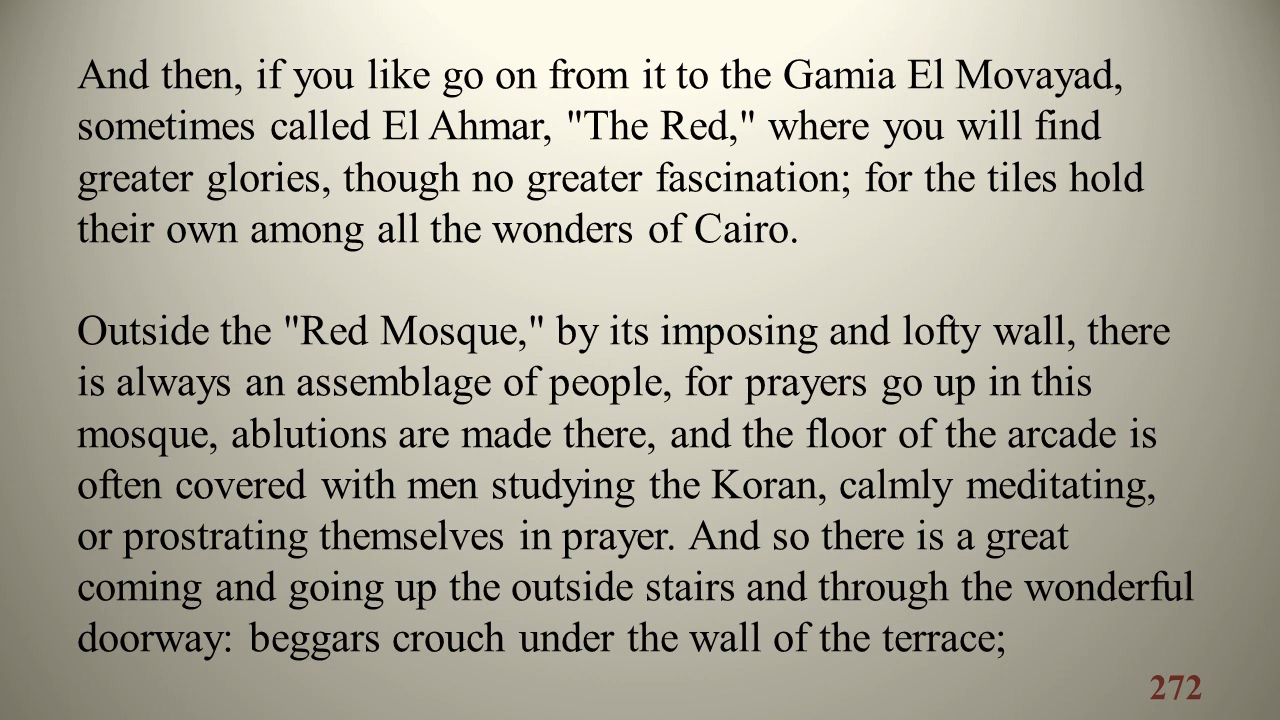 And then, if you like go on from it to the Gamia El Movayad,
sometimes called El Ahmar, "The Red," where you will find
greater glories, though no greater fascination; for the tiles hold
their own among all the wonders of Cairo.
Outside the "Red Mosque," by its imposing and lofty wall, there
is always an assemblage of people, for prayers go up in this
mosque, ablutions are made there, and the floor of the arcade is
often covered with men studying the Koran, calmly meditating,
or prostrating themselves in prayer. And so there is a great
coming and going up the outside stairs and through the wonderful
doorway: beggars crouch under the wall of the terrace;
272